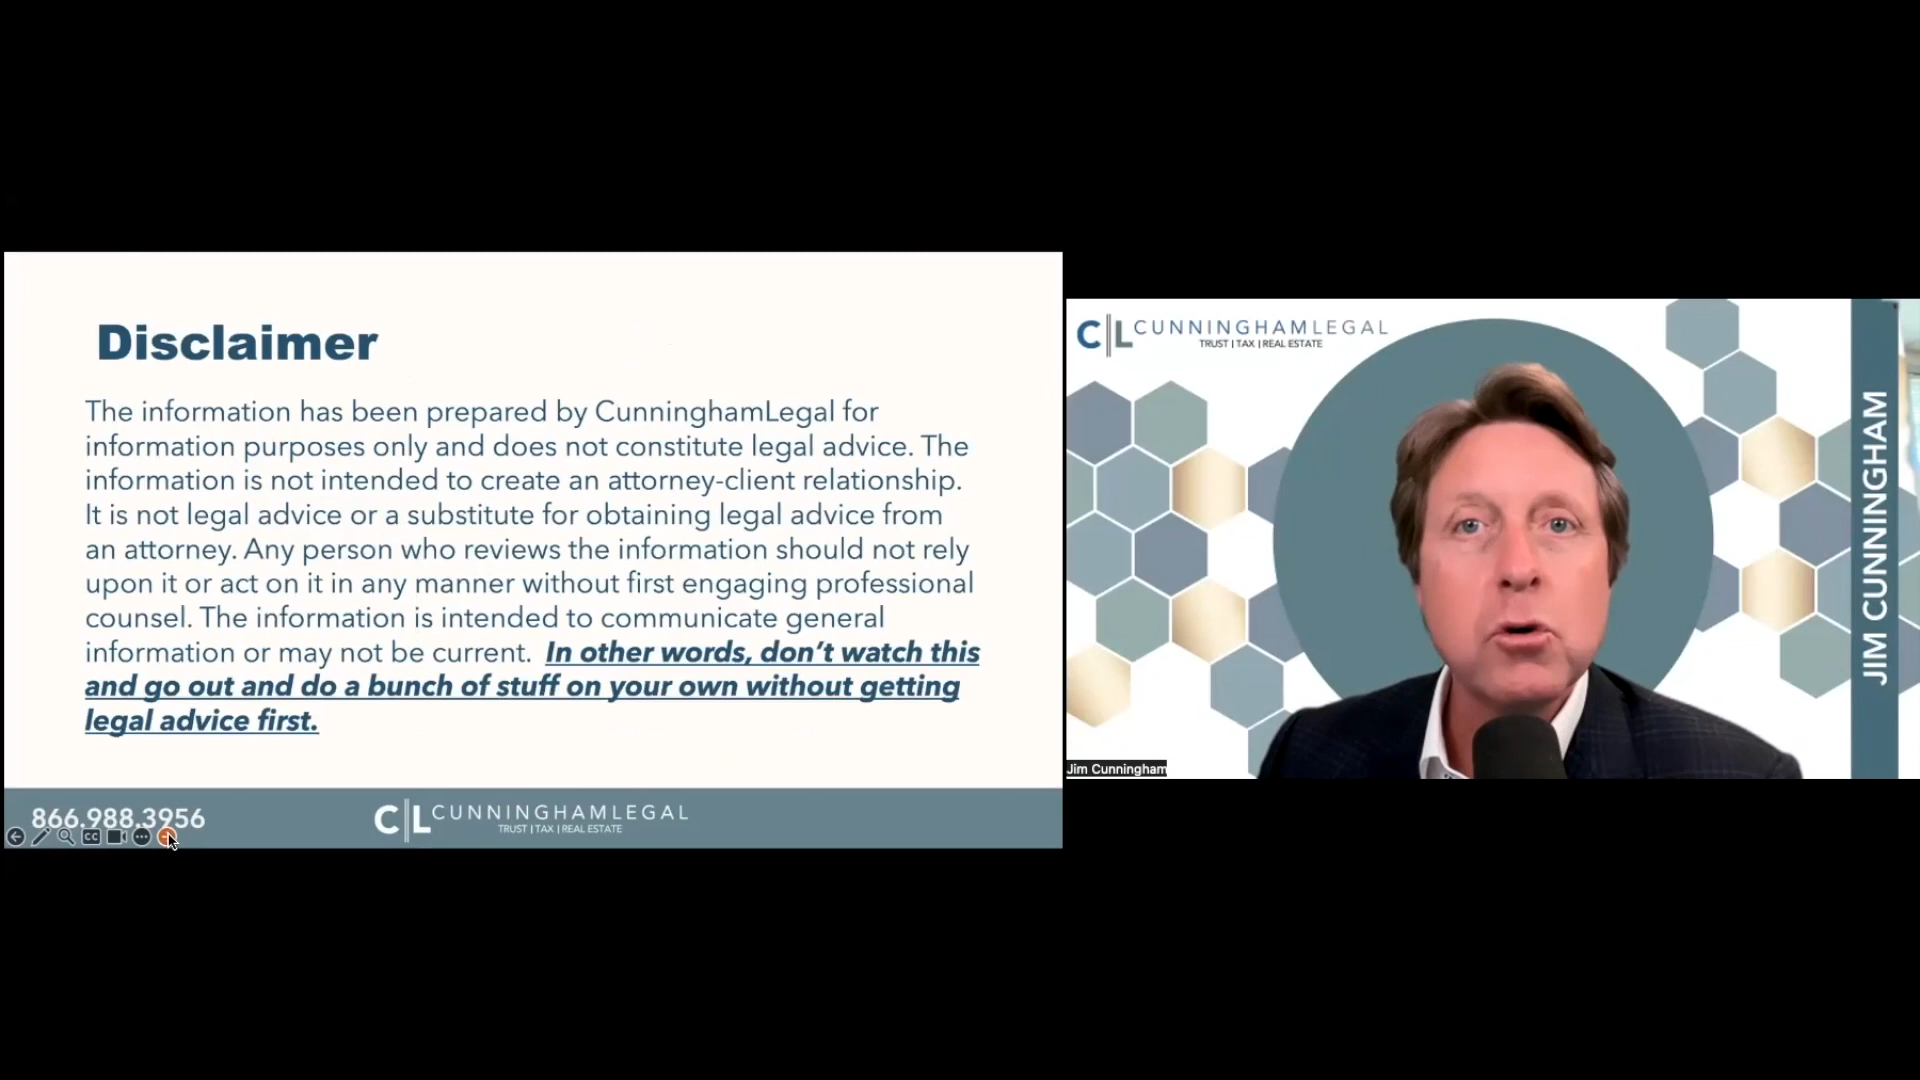 Disclaimer
The information has been prepared by CunninghamLegal for
information purposes only and does not constitute legal advice. The
information is not intended to create an attorney-client relationship.
It is not legal advice or a substitute for obtaining legal advice from
an attorney. Any person who reviews the information should not rely
upon it or act on it in any manner without first engaging professional
counsel. The information is intended to communicate general
information or may not be current. In other words, don’t watch this
and go out and do a bunch of stuff on your own without getting
legal advice first.
866.988.3956
CC
CL CUNNINGHAMLEGAL
TRUST | TAX | REAL ESTATE
CL CUNNINGHAMLEGAL
TRUST | TAX | REAL ESTATE
JIM CUNNINGHAM
Jim Cunningham